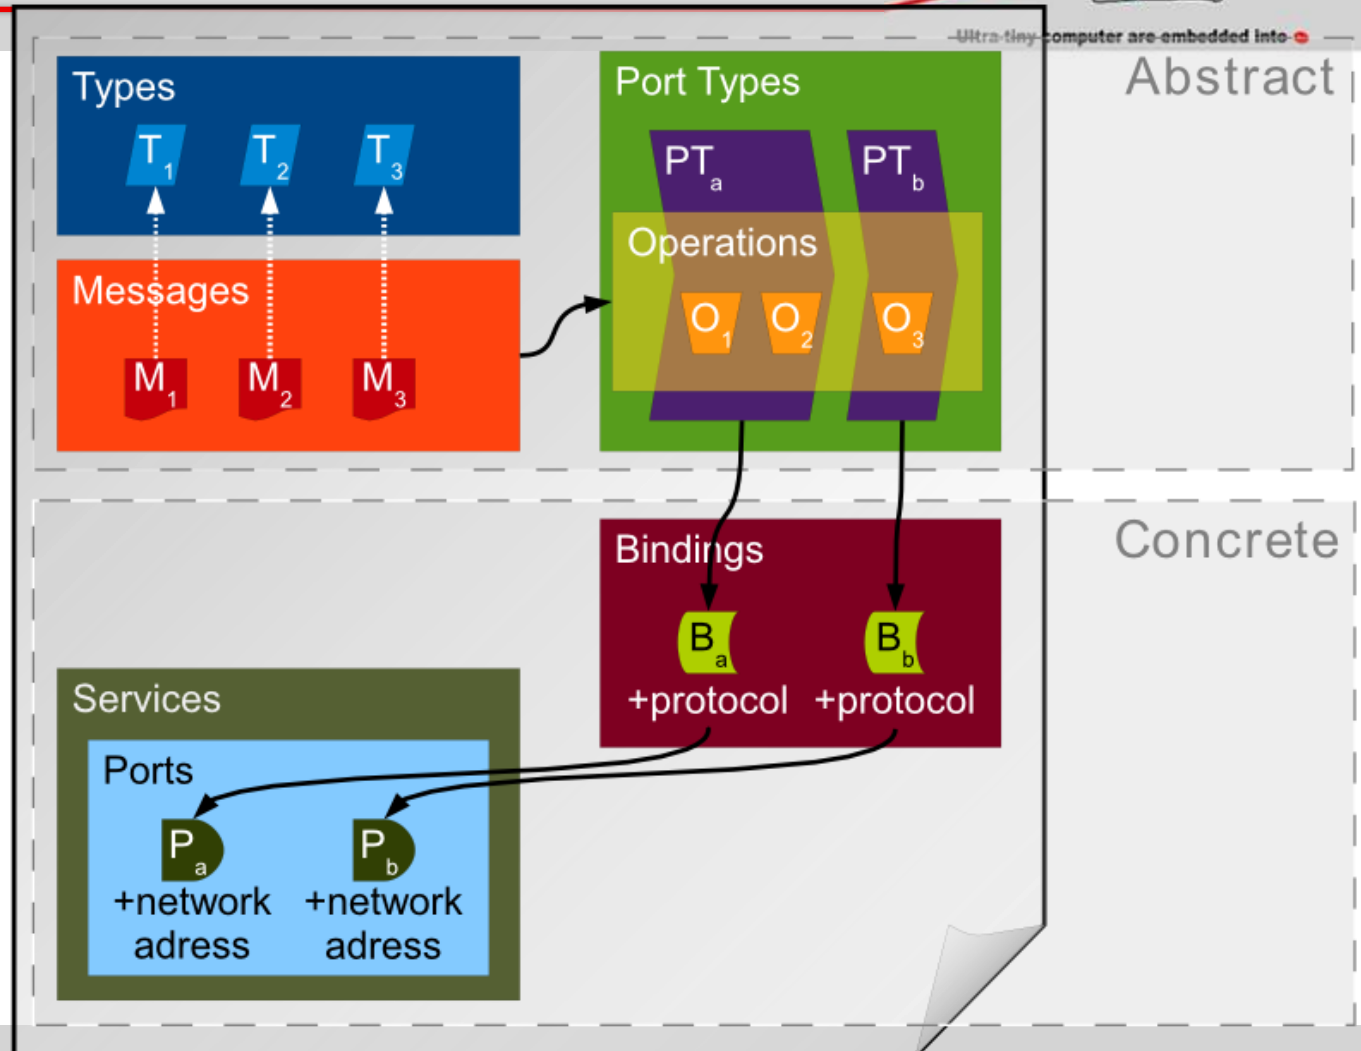 Ultra-tiny computer are embedded into
Abstract
Types
T1 T2 T3
Messages
M1 M2 M3
Port Types
PTa PTb
Operations
O1 O2 O3
Concrete
Bindings
Ba Bb
+protocol +protocol
Services
Ports
Pa Pb
+network +network
adress adress